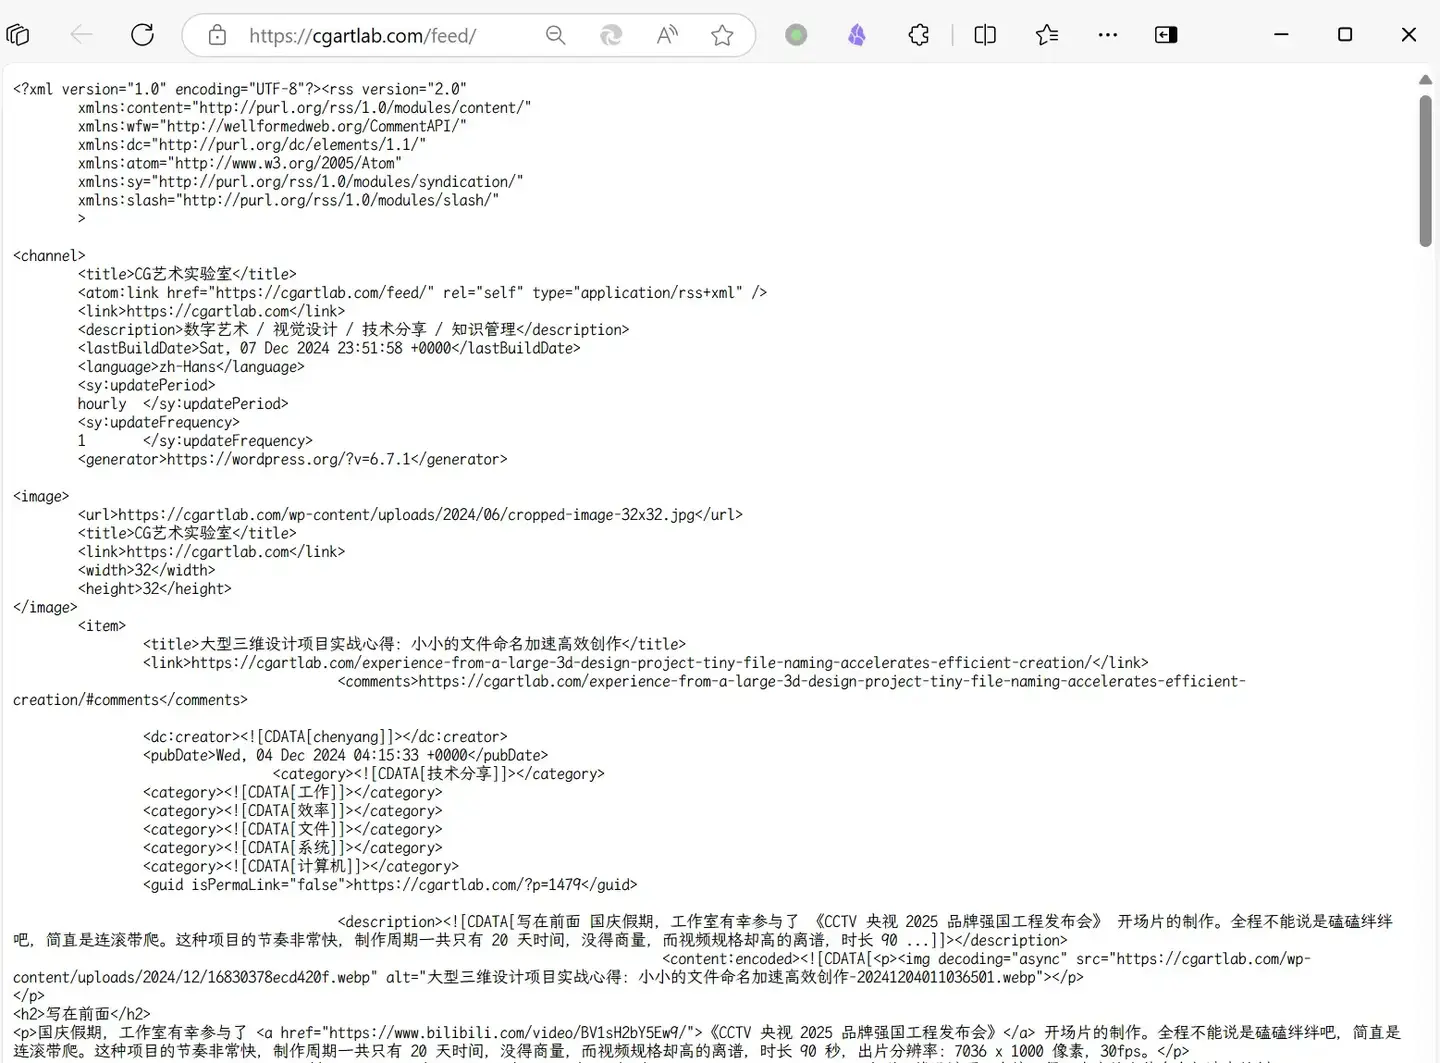 https://cgartlab.com/feed/
<?xml version="1.0" encoding="UTF-8"?><rss version="2.0"
xmlns:content="http://purl.org/rss/1.0/modules/content/"
xmlns:wfw="http://wellformedweb.org/CommentAPI/"
xmlns:dc="http://purl.org/dc/elements/1.1/"
xmlns:atom="http://www.w3.org/2005/Atom"
xmlns:sy="http://purl.org/rss/1.0/modules/syndication/"
xmlns:slash="http://purl.org/rss/1.0/modules/slash/"
>
<channel>
<title>CG艺术实验室</title>
<atom:link href="https://cgartlab.com/feed/" rel="self" type="application/rss+xml" />
<link>https://cgartlab.com</link>
<description>数字艺术 / 视觉设计 / 技术分享 / 知识管理</description>
<lastBuildDate>Sat, 07 Dec 2024 23:51:58 +0000</lastBuildDate>
<language>zh-Hans</language>
<sy:updatePeriod>
hourly </sy:updatePeriod>
<sy:updateFrequency>
1 </sy:updateFrequency>
<generator>https://wordpress.org/?v=6.7.1</generator>
<image>
<url>https://cgartlab.com/wp-content/uploads/2024/06/cropped-image-32x32.jpg</url>
<title>CG艺术实验室</title>
<link>https://cgartlab.com</link>
<width>32</width>
<height>32</height>
</image>
<item>
<title>大型三维设计项目实战心得：小小的文件命名加速高效创作</title>
<link>https://cgartlab.com/experience-from-a-large-3d-design-project-tiny-file-naming-accelerates-efficient-creation/</link>
<comments>https://cgartlab.com/experience-from-a-large-3d-design-project-tiny-file-naming-accelerates-efficient-
creation/#comments</comments>
<dc:creator><![CDATA[chenyang]]></dc:creator>
<pubDate>Wed, 04 Dec 2024 04:15:33 +0000</pubDate>
<category><![CDATA[技术分享]]></category>
<category><![CDATA[工作]]></category>
<category><![CDATA[效率]]></category>
<category><![CDATA[文件]]></category>
<category><![CDATA[系统]]></category>
<category><![CDATA[计算机]]></category>
<guid isPermaLink="false">https://cgartlab.com/?p=1479</guid>
<description><![CDATA[写在前面 国庆假期，工作室有幸参与了 《CCTV 央视 2025 品牌强国工程发布会》 开场片的制作。全程不能说是磕磕绊绊
吧，简直是连滚带爬。这种项目的节奏非常快，制作周期一共只有 20 天时间，没得商量，而视频规格却高的离谱，时长 90 ...]]></description>
<content:encoded><![CDATA[<p><img decoding="async" src="https://cgartlab.com/wp-
content/uploads/2024/12/16830378ecd420f.webp" alt="大型三维设计项目实战心得：小小的文件命名加速高效创作-20241204011036501.webp"></p>
</p>
<h2>写在前面</h2>
<p>国庆假期，工作室有幸参与了 <a href="https://www.bilibili.com/video/BV1sH2bY5Ew9/">《CCTV 央视 2025 品牌强国工程发布会》</a> 开场片的制作。全程不能说是磕磕绊绊吧，简直是
连滚带爬。这种项目的节奏非常快，制作周期一共只有 20 天时间，没得商量，而视频规格却高的离谱，时长 90 秒，出片分辨率：7036 x 1000 像素，30fps。</p>